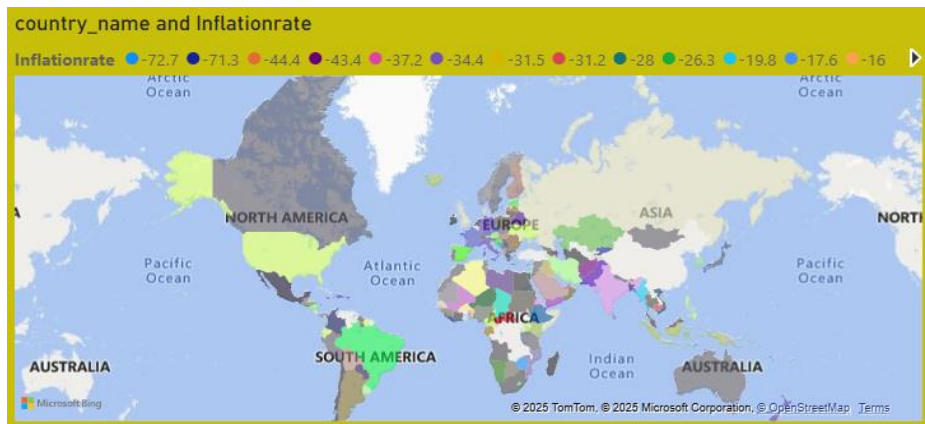 country_name and Inflationrate
Inflationrate -72.7 -71.3 -44.4 -43.4 -37.2 -34.4 -31.5 -31.2 -28 -26.3 -19.8 -17.6 -16
Arctic
Ocean
Arctic
Ocean
NORTH AMERICA
EUROPE
ASIA
NORTH
Pacific
Ocean
Atlantic
Ocean
Pacific
Ocean
AFRICA
SOUTH AMERICA
AUSTRALIA
Indian
Ocean
AUSTRALIA
Microsoft Bing
© 2025 TomTom, © 2025 Microsoft Corporation, © OpenStreetMap Terms